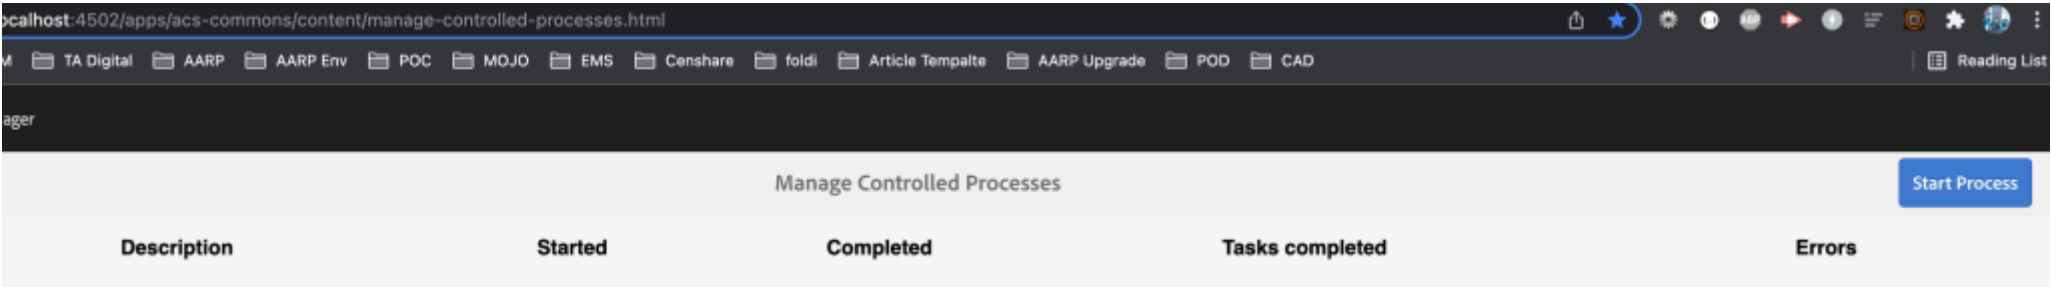 ocalhost:4502/apps/acs-commons/content/manage-controlled-processes.html
M TA Digital AARP AARP Env POC MOJO EMS Censhare foldi Article Tempalte AARP Upgrade POD CAD Reading List
ager
Manage Controlled Processes Start Process
Description Started Completed Tasks completed Errors